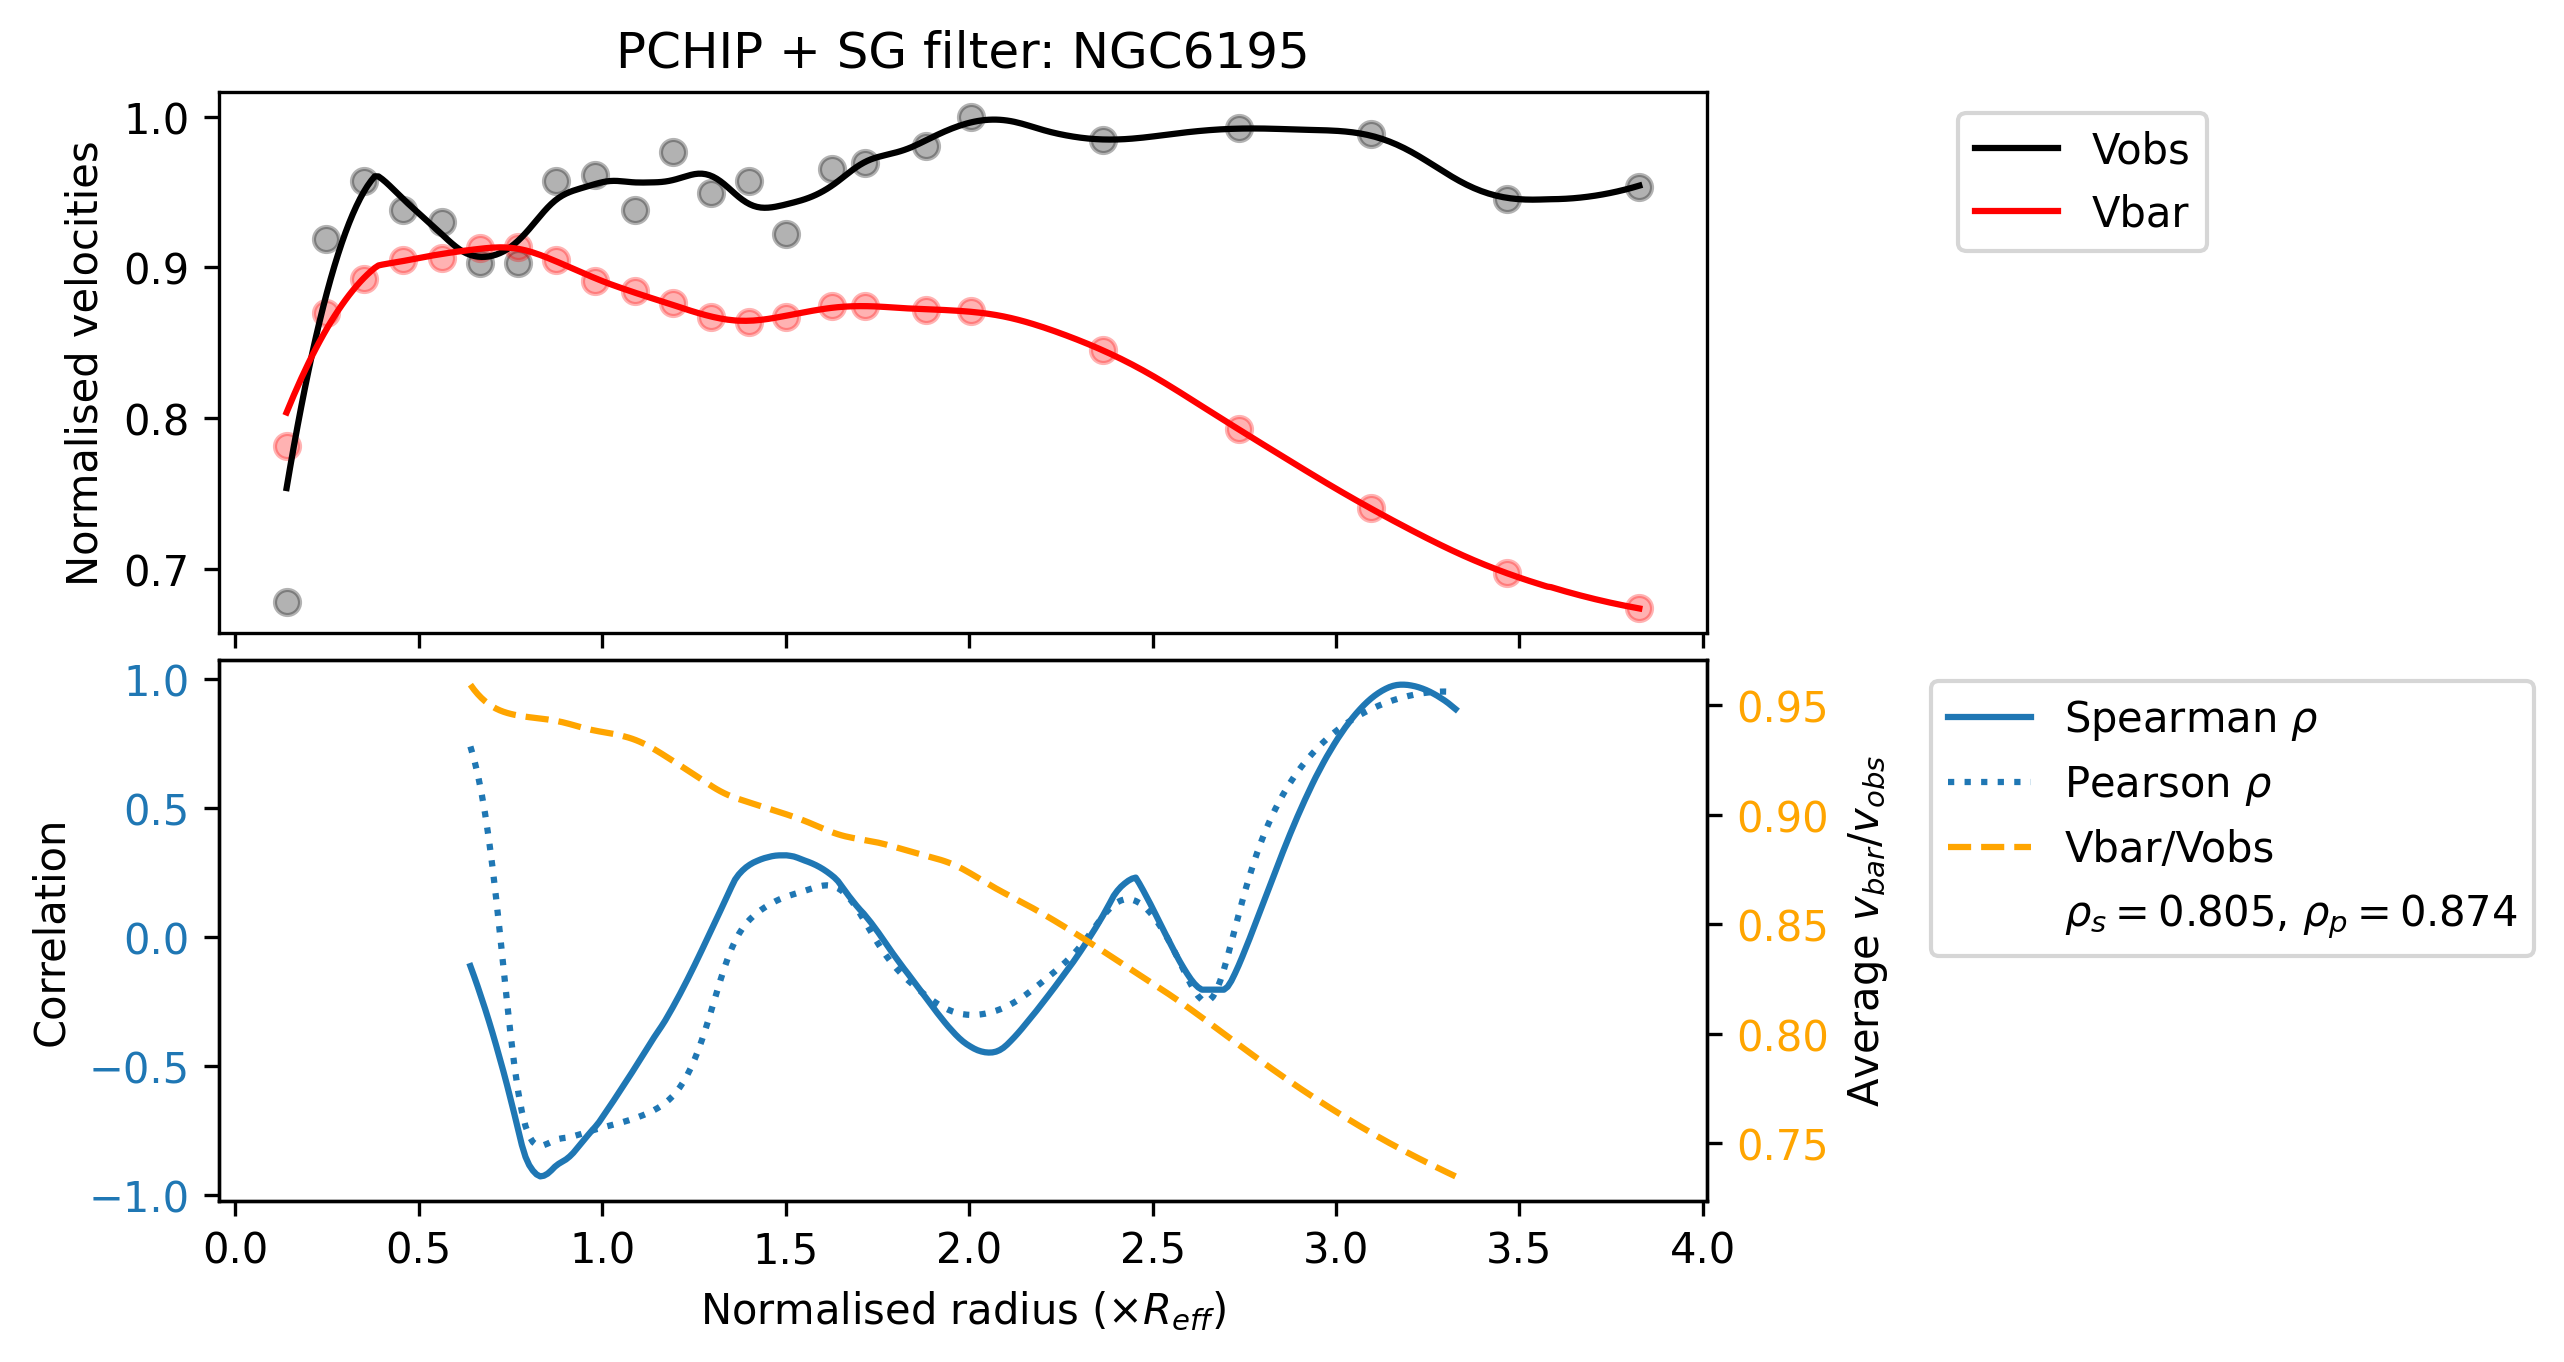 PCHIP + SG filter: NGC6195
Normalised velocities
1.0
0.9
0.8
0.7
Vobs
Vbar
Correlation
1.0
0.5
0.0
−0.5
−1.0
0.95
0.90
0.85
0.80
0.75
Average v_bar/v_obs
Spearman ρ
Pearson ρ
Vbar/Vobs
ρ_s = 0.805, ρ_p = 0.874
0.0 0.5 1.0 1.5 2.0 2.5 3.0 3.5 4.0
Normalised radius (×R_eff)